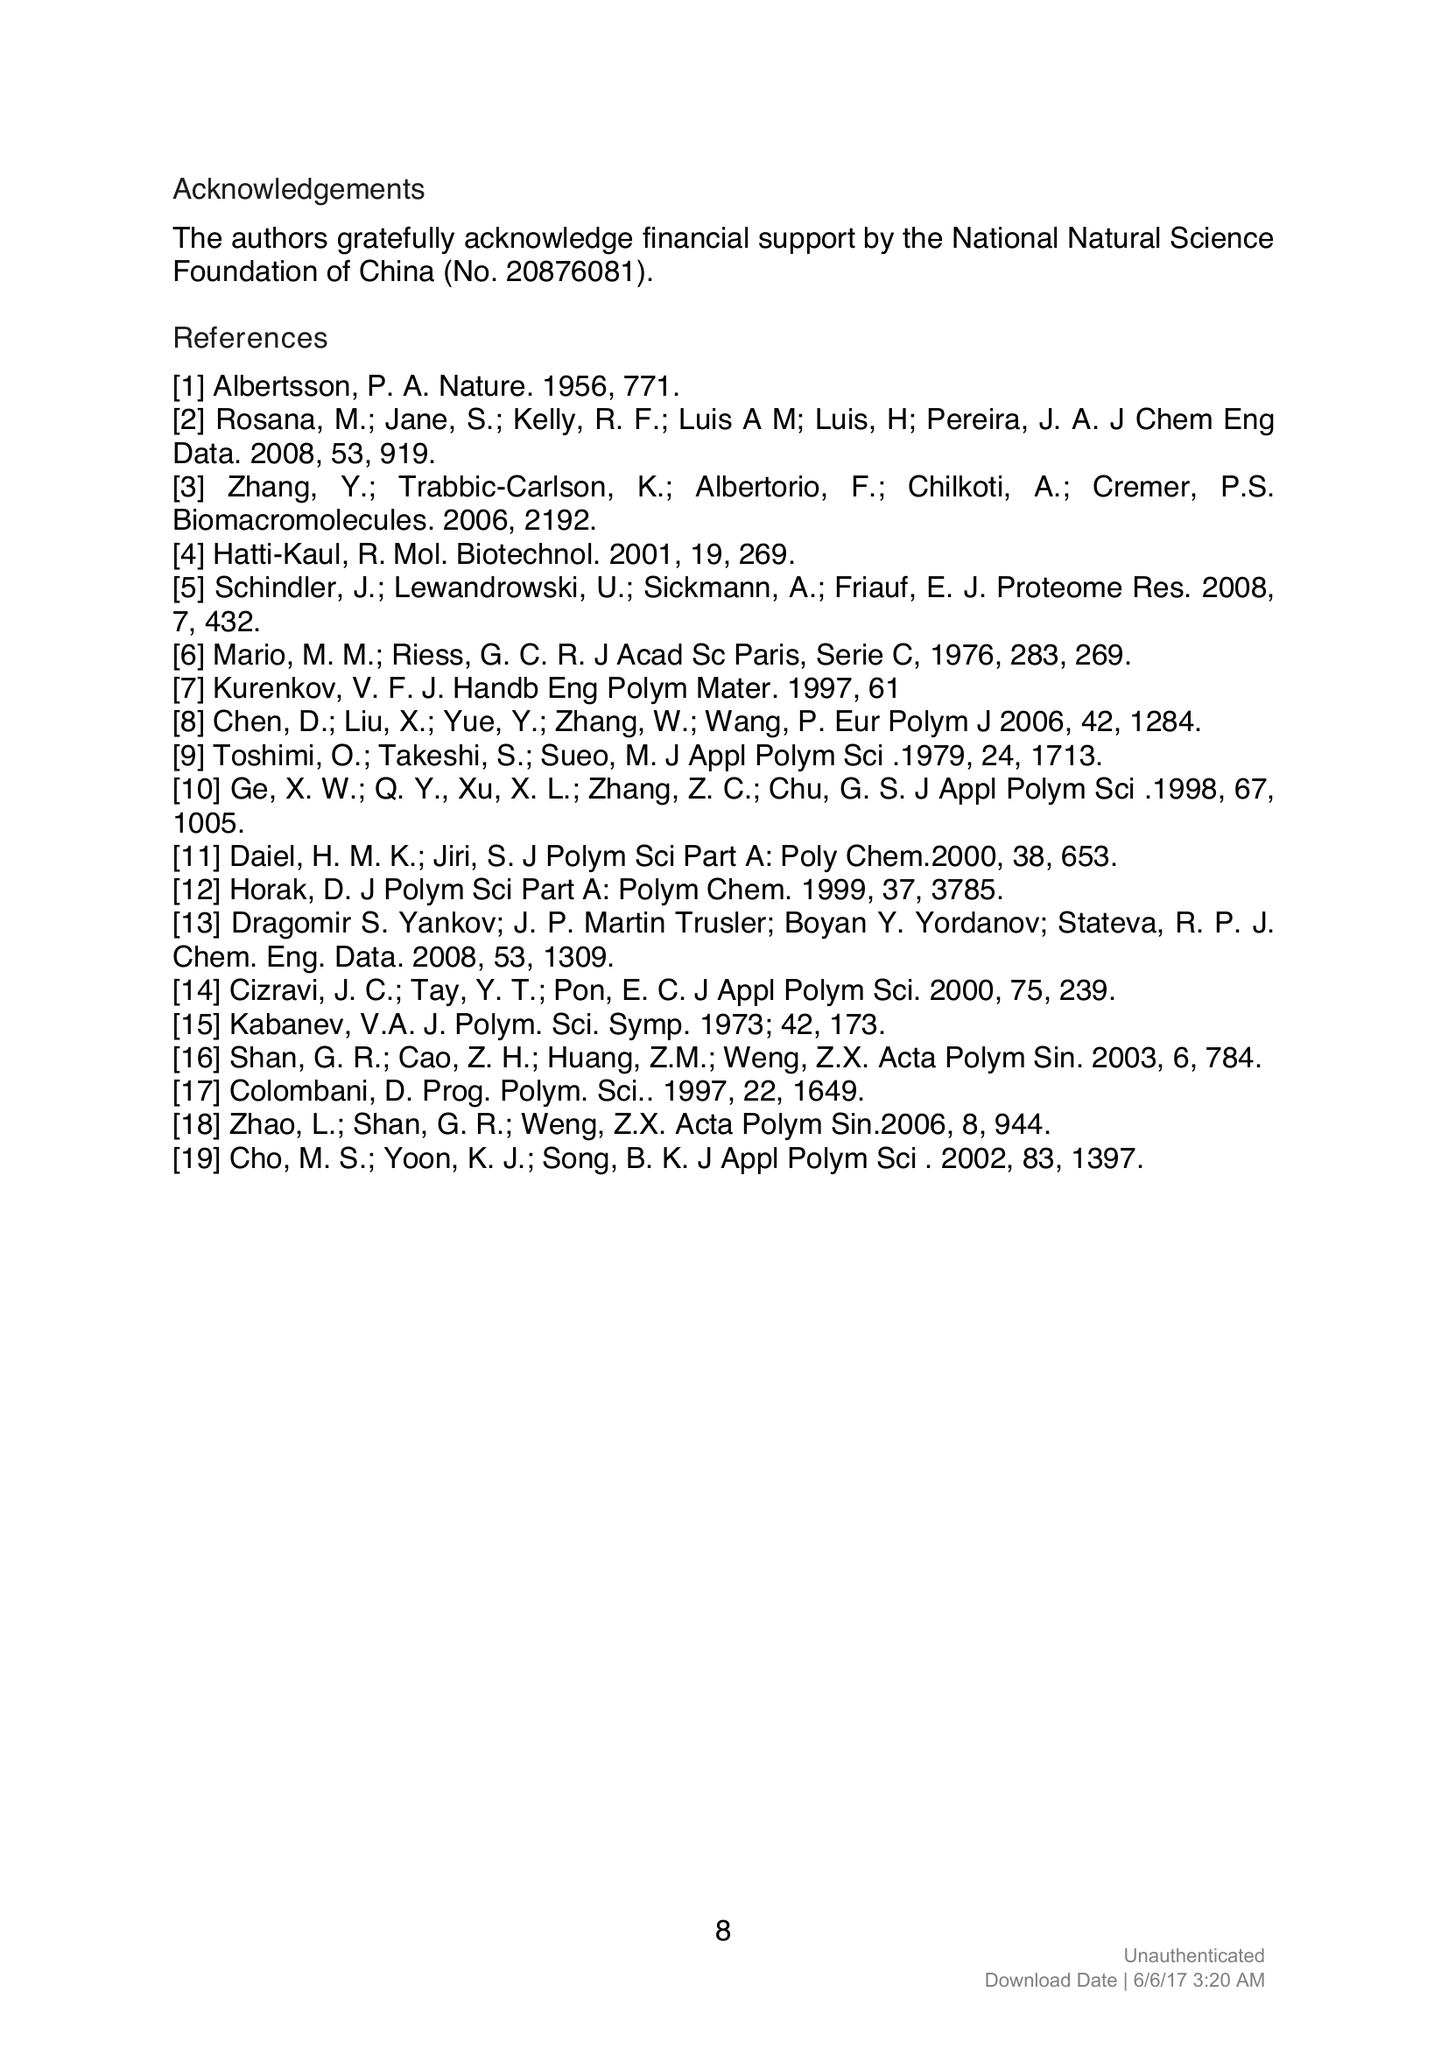 Acknowledgements
The authors gratefully acknowledge financial support by the National Natural Science
Foundation of China (No. 20876081).
References
[1] Albertsson, P. A. Nature. 1956, 771.
[2] Rosana, M.; Jane, S.; Kelly, R. F.; Luis A M; Luis, H; Pereira, J. A. J Chem Eng
Data. 2008, 53, 919.
[3] Zhang, Y.; Trabbic-Carlson, K.; Albertorio, F.; Chilkoti, A.; Cremer, P.S.
Biomacromolecules. 2006, 2192.
[4] Hatti-Kaul, R. Mol. Biotechnol. 2001, 19, 269.
[5] Schindler, J.; Lewandrowski, U.; Sickmann, A.; Friauf, E. J. Proteome Res. 2008,
7, 432.
[6] Mario, M. M.; Riess, G. C. R. J Acad Sc Paris, Serie C, 1976, 283, 269.
[7] Kurenkov, V. F. J. Handb Eng Polym Mater. 1997, 61
[8] Chen, D.; Liu, X.; Yue, Y.; Zhang, W.; Wang, P. Eur Polym J 2006, 42, 1284.
[9] Toshimi, O.; Takeshi, S.; Sueo, M. J Appl Polym Sci .1979, 24, 1713.
[10] Ge, X. W.; Q. Y., Xu, X. L.; Zhang, Z. C.; Chu, G. S. J Appl Polym Sci .1998, 67,
1005.
[11] Daiel, H. M. K.; Jiri, S. J Polym Sci Part A: Poly Chem.2000, 38, 653.
[12] Horak, D. J Polym Sci Part A: Polym Chem. 1999, 37, 3785.
[13] Dragomir S. Yankov; J. P. Martin Trusler; Boyan Y. Yordanov; Stateva, R. P. J.
Chem. Eng. Data. 2008, 53, 1309.
[14] Cizravi, J. C.; Tay, Y. T.; Pon, E. C. J Appl Polym Sci. 2000, 75, 239.
[15] Kabanev, V.A. J. Polym. Sci. Symp. 1973; 42, 173.
[16] Shan, G. R.; Cao, Z. H.; Huang, Z.M.; Weng, Z.X. Acta Polym Sin. 2003, 6, 784.
[17] Colombani, D. Prog. Polym. Sci.. 1997, 22, 1649.
[18] Zhao, L.; Shan, G. R.; Weng, Z.X. Acta Polym Sin.2006, 8, 944.
[19] Cho, M. S.; Yoon, K. J.; Song, B. K. J Appl Polym Sci . 2002, 83, 1397.
8
Unauthenticated
Download Date | 6/6/17 3:20 AM